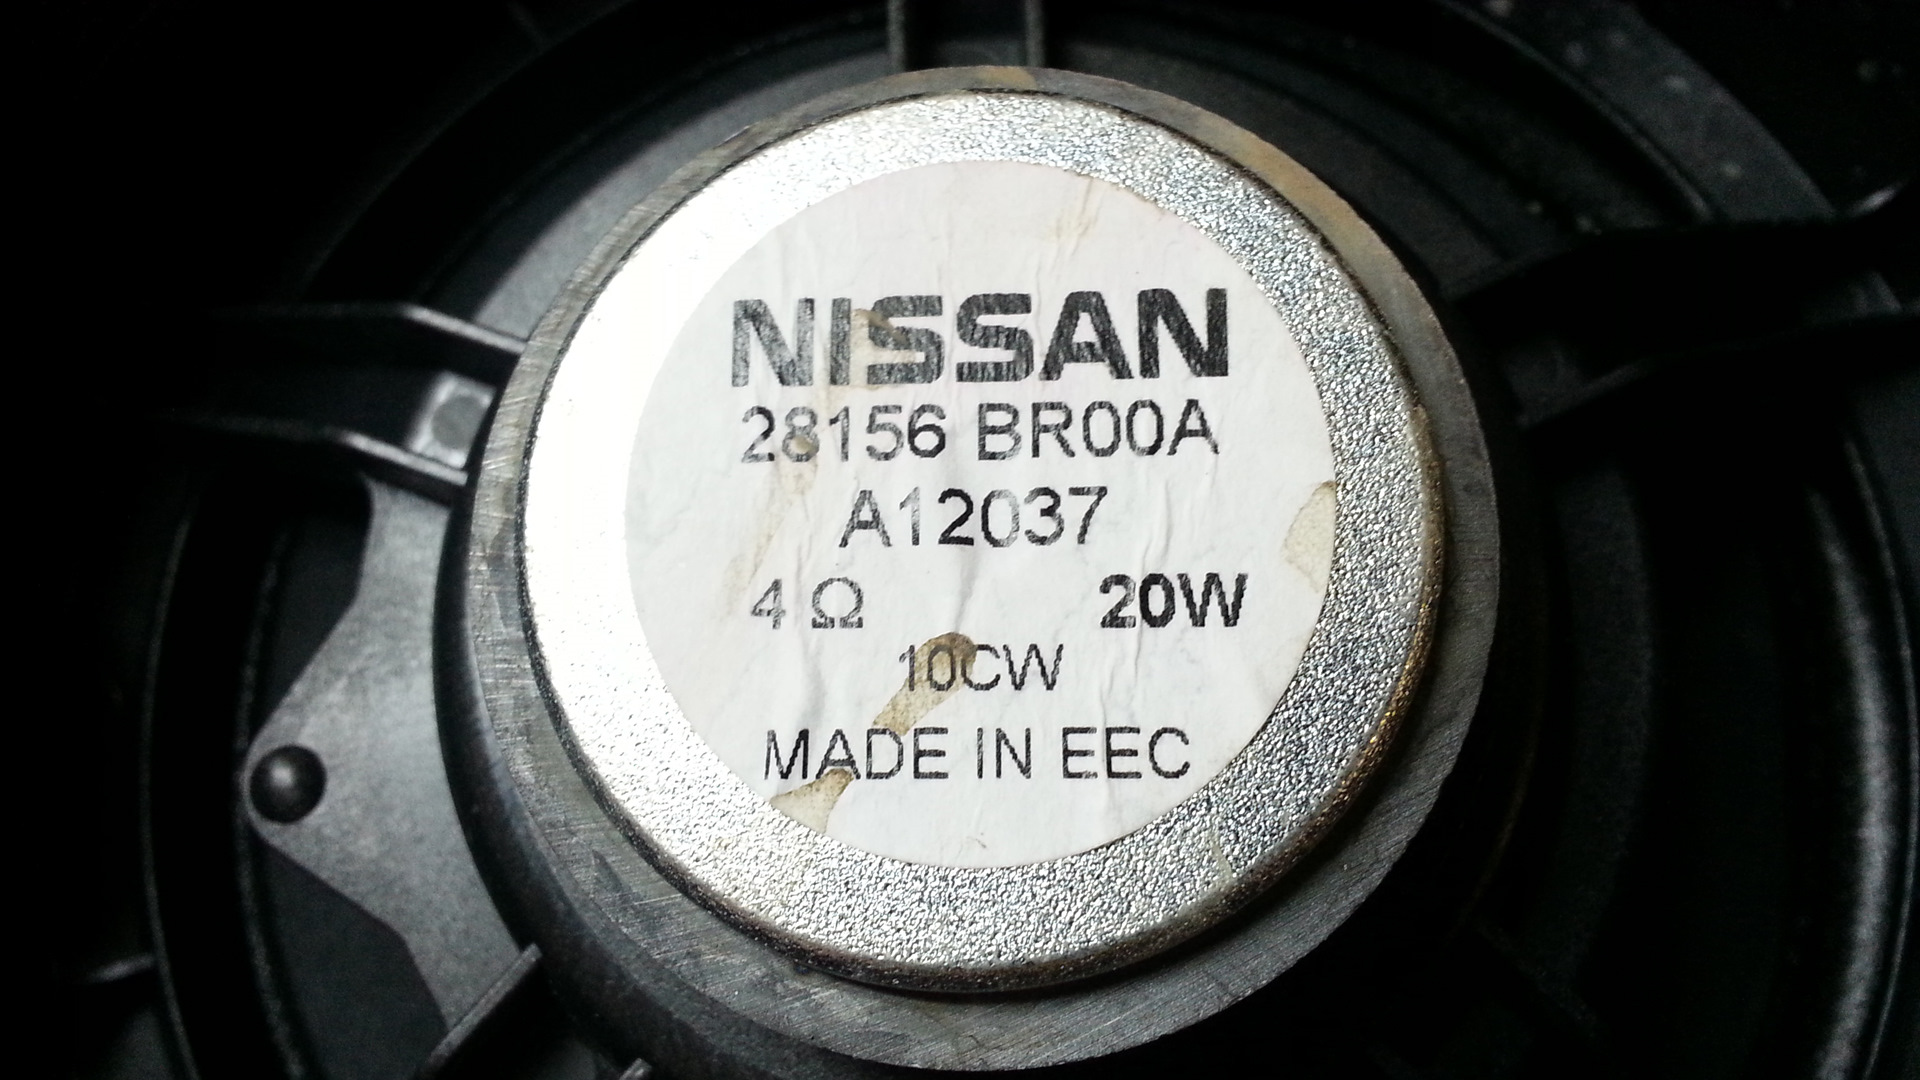 NISSAN
28156 BR00A
A12037
4 Ω 20W
10CW
MADE IN EEC